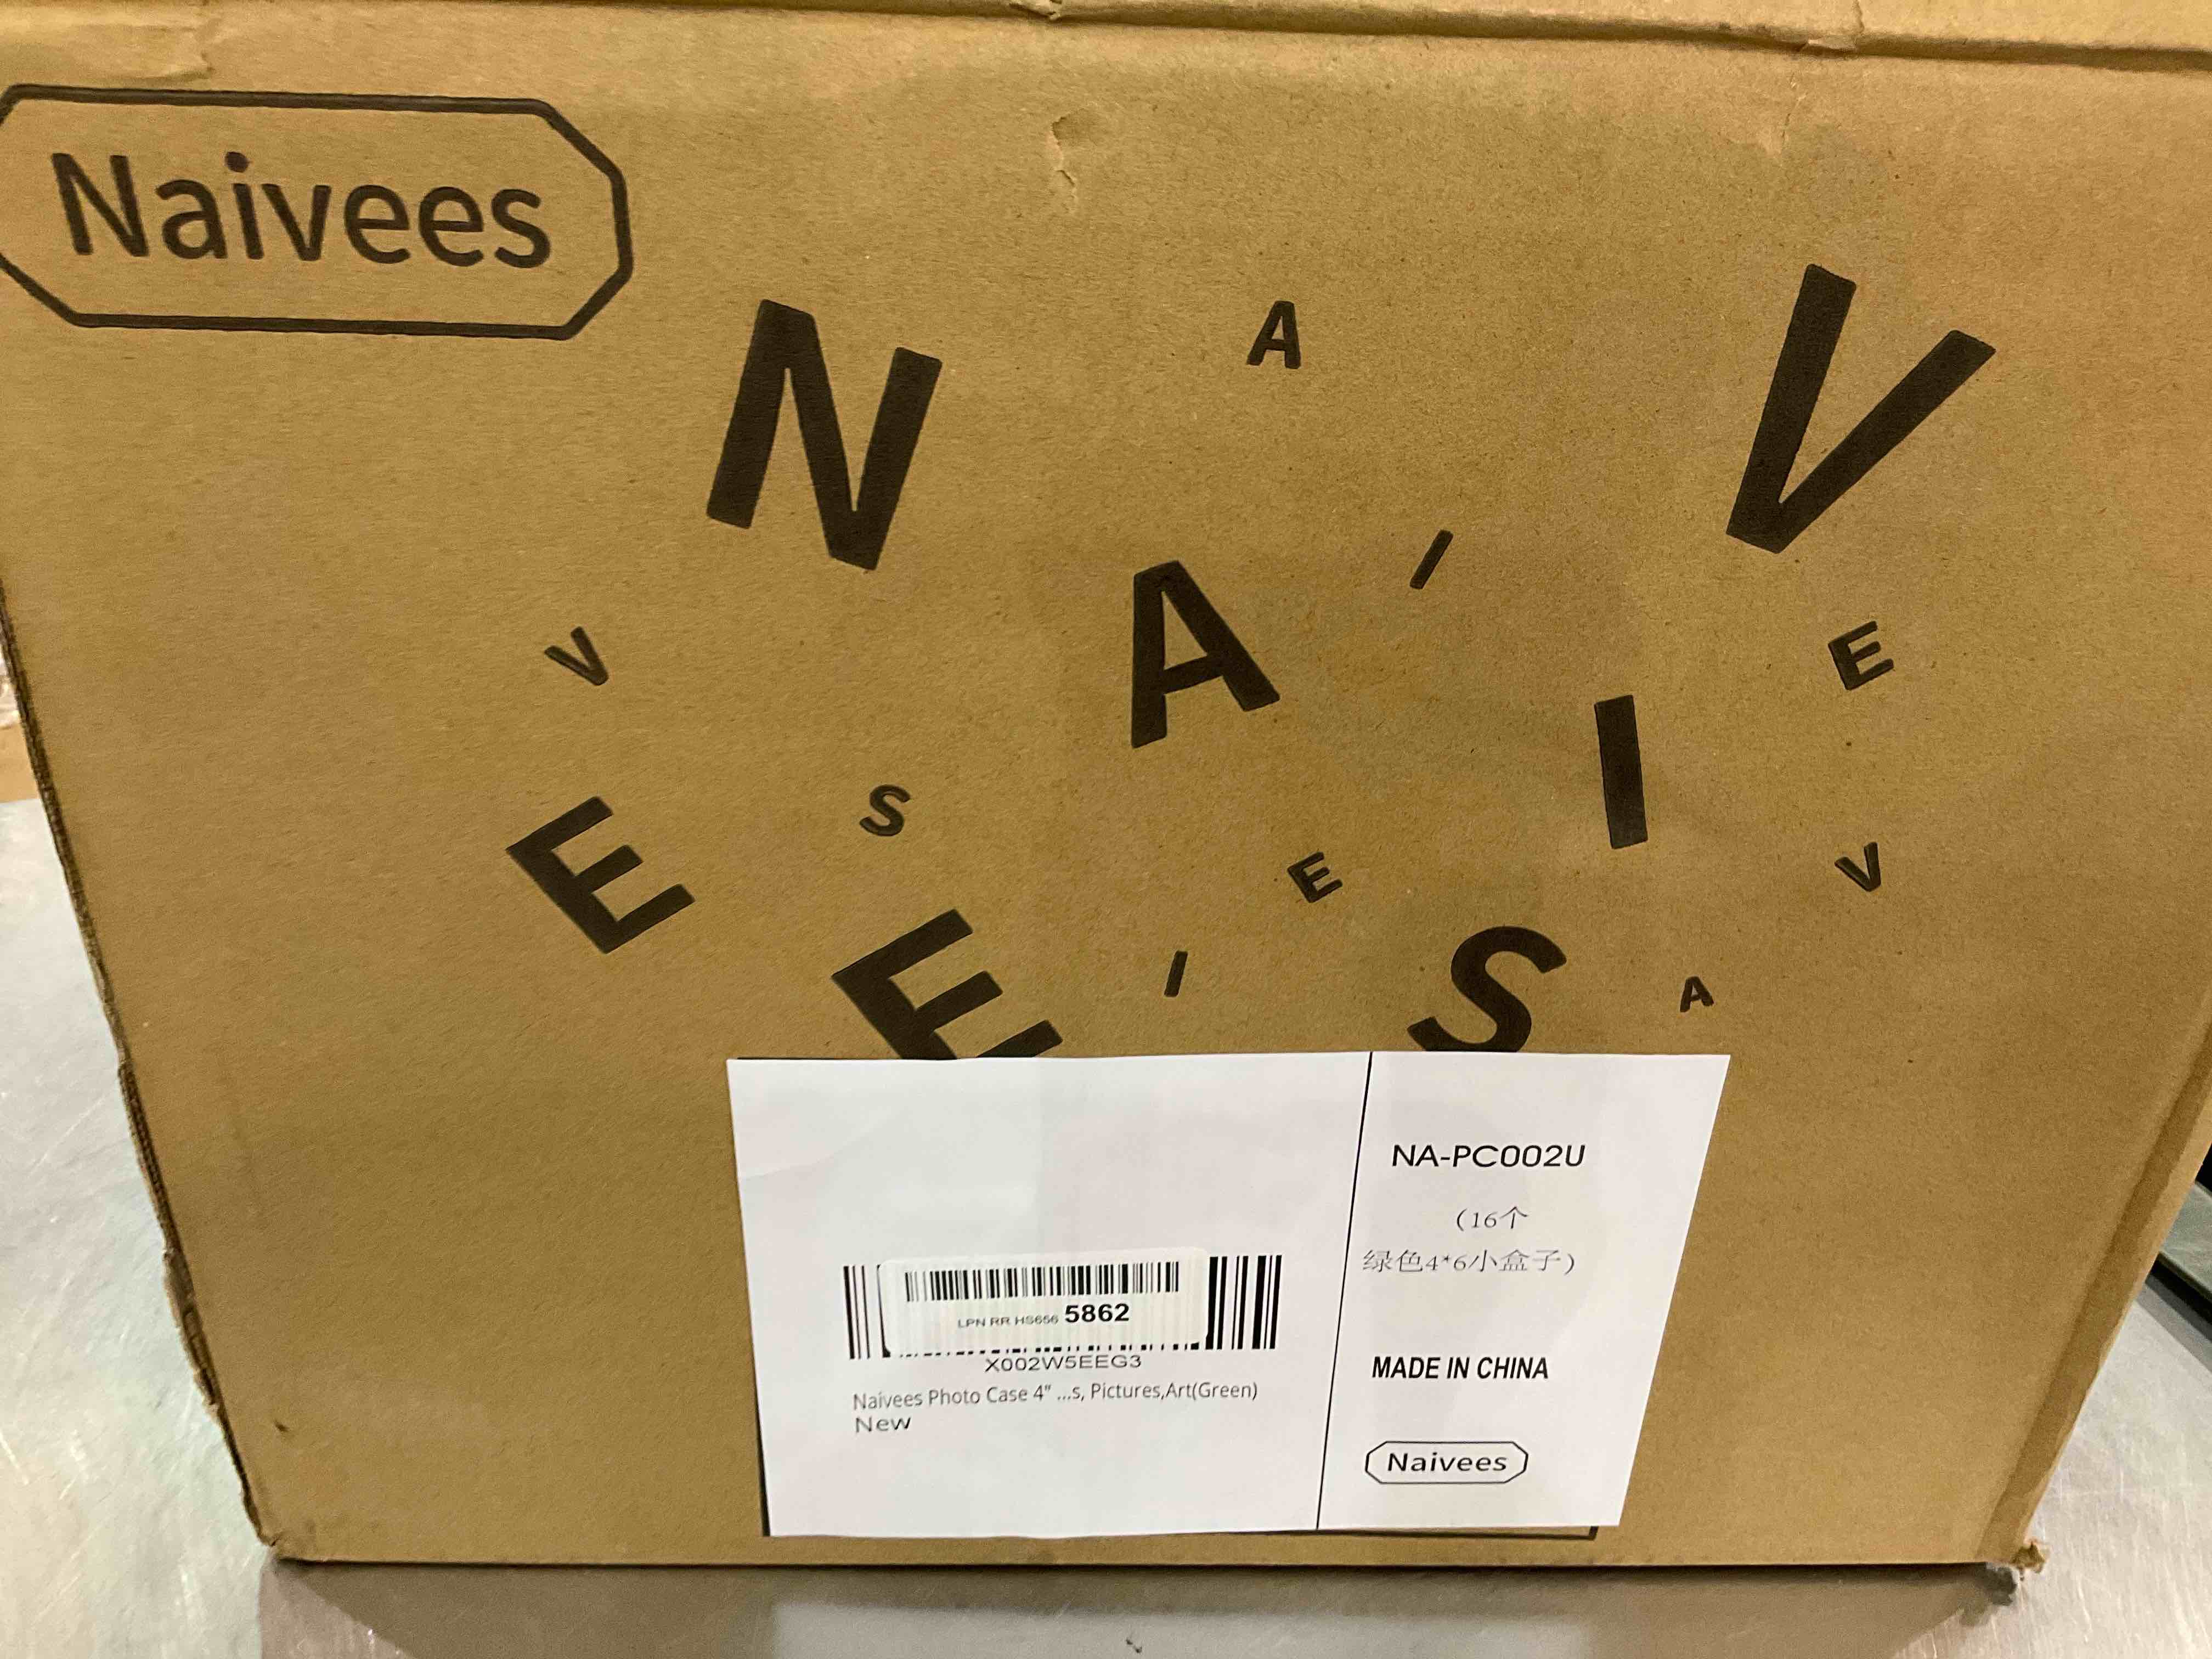 Naivees
N
A
V
A
I
V
E
I
E
S
E
V
E
I
S
A
NA-PC002U
(16个
绿色4*6小盒子)
LPN RR HS656 5862
X002W5EEG3
Naivees Photo Case 4" ...s, Pictures,Art(Green)
New
MADE IN CHINA
Naivees